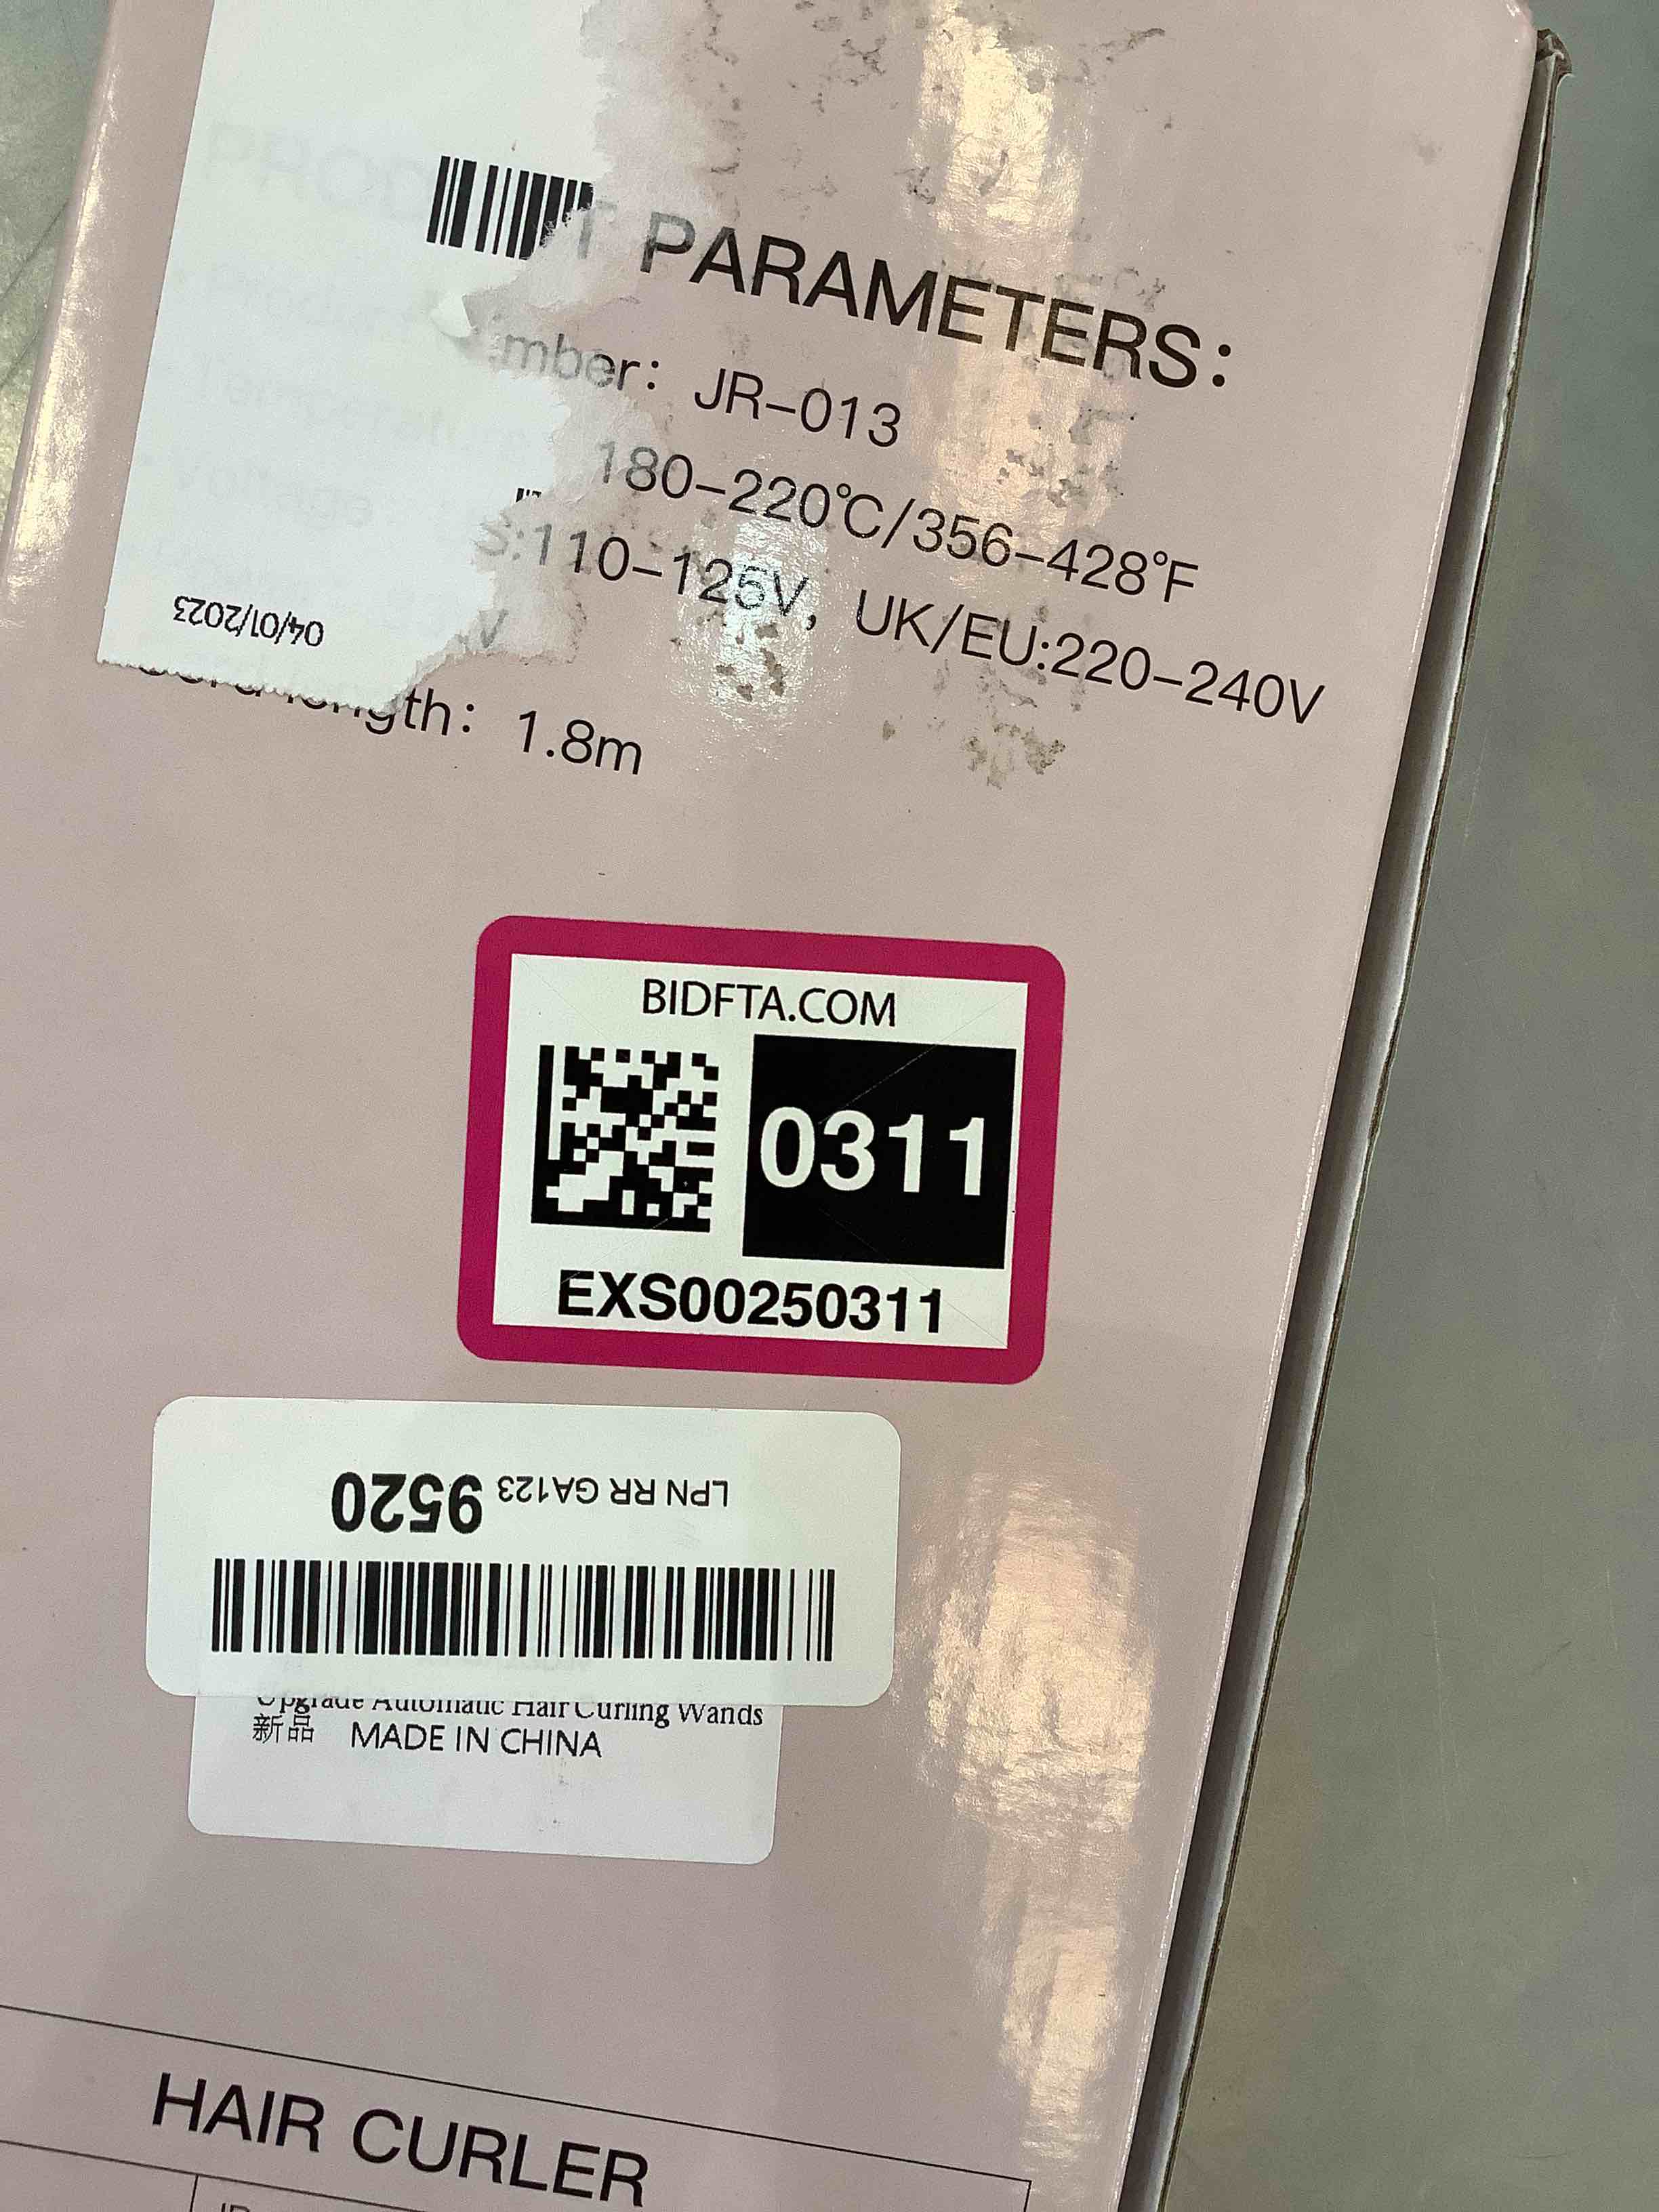 PARAMETERS:
JR-013
180-220℃/356-428℉
110-125V, UK/EU:220-240V
04/01/2023
length: 1.8m
BIDFTA.COM
0311
EXS00250311
LPN RR GA123 9520
Upgrade Automatic Hair Curling Wands
新品 MADE IN CHINA
HAIR CURLER